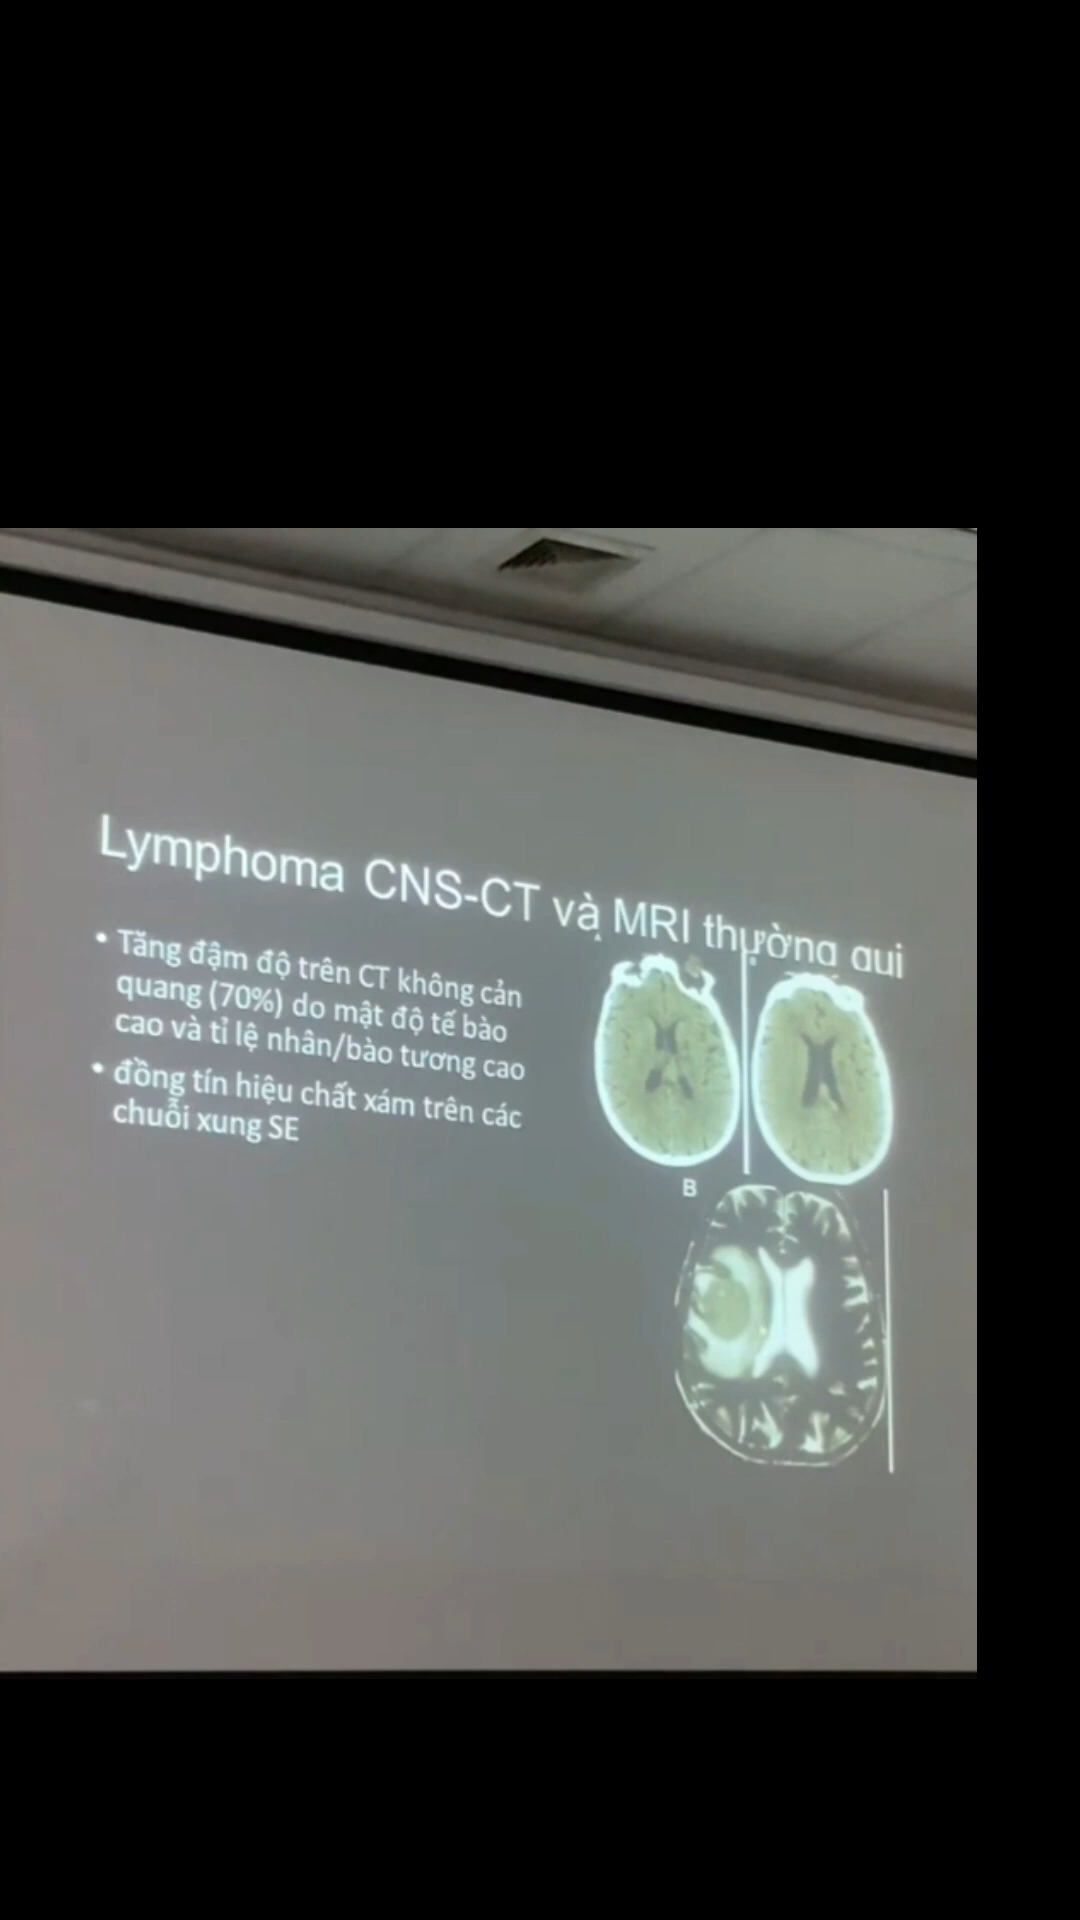 Lymphoma CNS-CT và MRI thường qui
• Tăng đậm độ trên CT không cản
quang (70%) do mật độ tế bào
cao và tỉ lệ nhân/bào tương cao
• đồng tín hiệu chất xám trên các
chuỗi xung SE
B